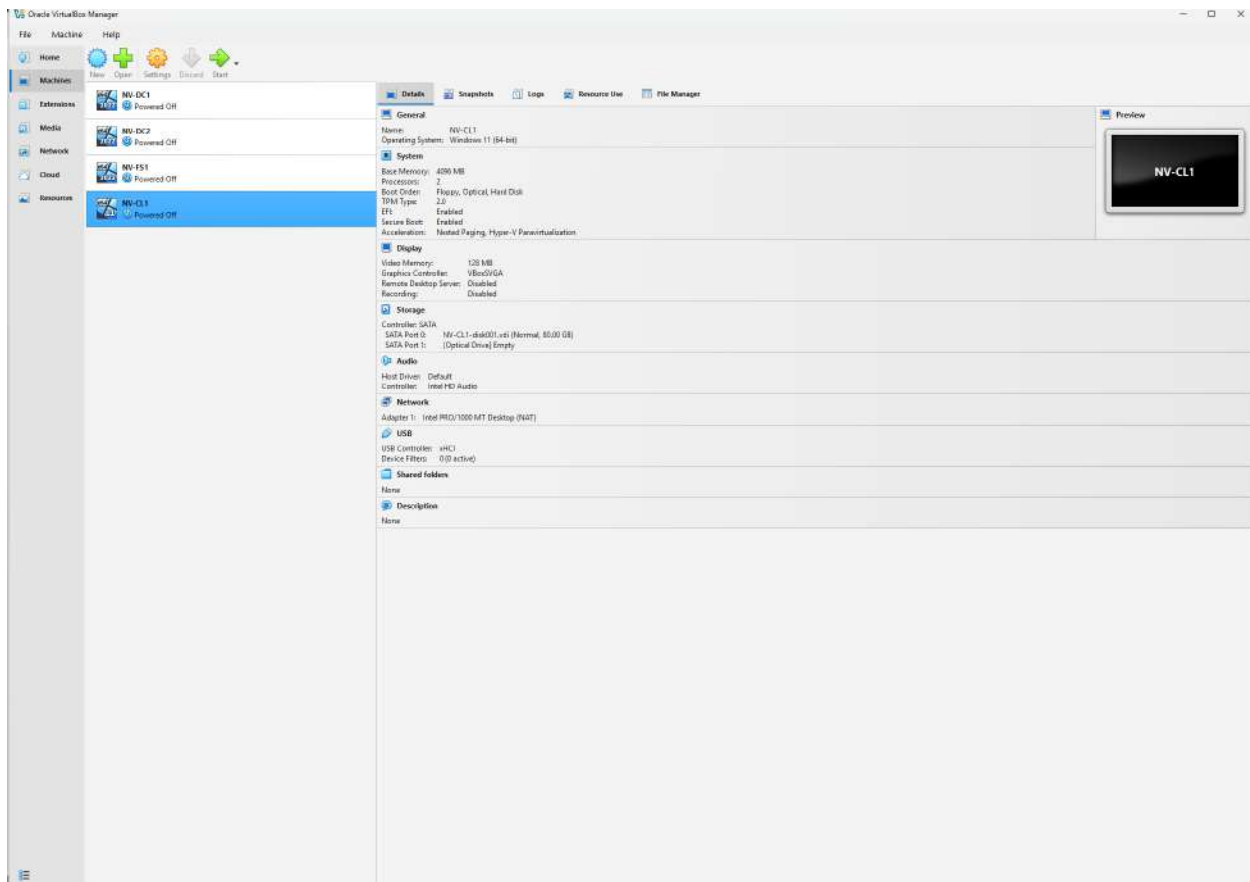 Oracle VirtualBox Manager
File Machine Help
Home
Machines
Extensions
Media
Network
Cloud
Resources
New Open Settings Discard Start
NV-DC1
Powered Off
NV-DC2
Powered Off
NV-FS1
Powered Off
NV-CL1
Powered Off
Details Snapshots Logs Resource Use File Manager
General
Name: NV-CL1
Operating System: Windows 11 (64-bit)
System
Base Memory: 4096 MB
Processors: 2
Boot Order: Floppy, Optical, Hard Disk
TPM Type: 2.0
EFI: Enabled
Secure Boot: Enabled
Acceleration: Nested Paging, Hyper-V Paravirtualization
Display
Video Memory: 128 MB
Graphics Controller: VBoxSVGA
Remote Desktop Server: Disabled
Recording: Disabled
Storage
Controller: SATA
SATA Port 0: NV-CL1-disk001.vdi (Normal, 80.00 GB)
SATA Port 1: [Optical Drive] Empty
Audio
Host Driver: Default
Controller: Intel HD Audio
Network
Adapter 1: Intel PRO/1000 MT Desktop (NAT)
USB
USB Controller: xHCI
Device Filters: 0 (0 active)
Shared folders
None
Description
None
Preview
NV-CL1